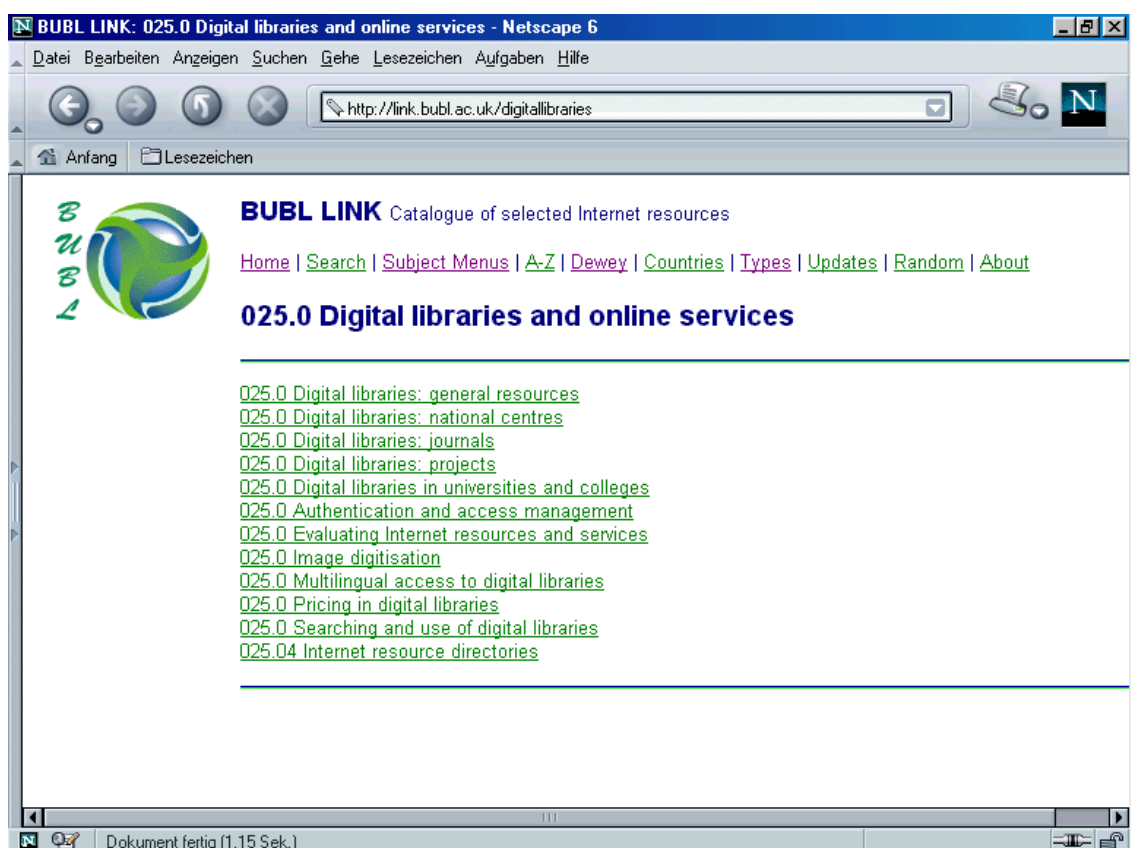 BUBL LINK: 025.0 Digital libraries and online services - Netscape 6
Datei Bearbeiten Anzeigen Suchen Gehe Lesezeichen Aufgaben Hilfe
http://link.bubl.ac.uk/digitallibraries
N
Anfang Lesezeichen
BUBL
BUBL LINK Catalogue of selected Internet resources
Home | Search | Subject Menus | A-Z | Dewey | Countries | Types | Updates | Random | About
025.0 Digital libraries and online services
025.0 Digital libraries: general resources
025.0 Digital libraries: national centres
025.0 Digital libraries: journals
025.0 Digital libraries: projects
025.0 Digital libraries in universities and colleges
025.0 Authentication and access management
025.0 Evaluating Internet resources and services
025.0 Image digitisation
025.0 Multilingual access to digital libraries
025.0 Pricing in digital libraries
025.0 Searching and use of digital libraries
025.04 Internet resource directories
Dokument fertig (1.15 Sek.)